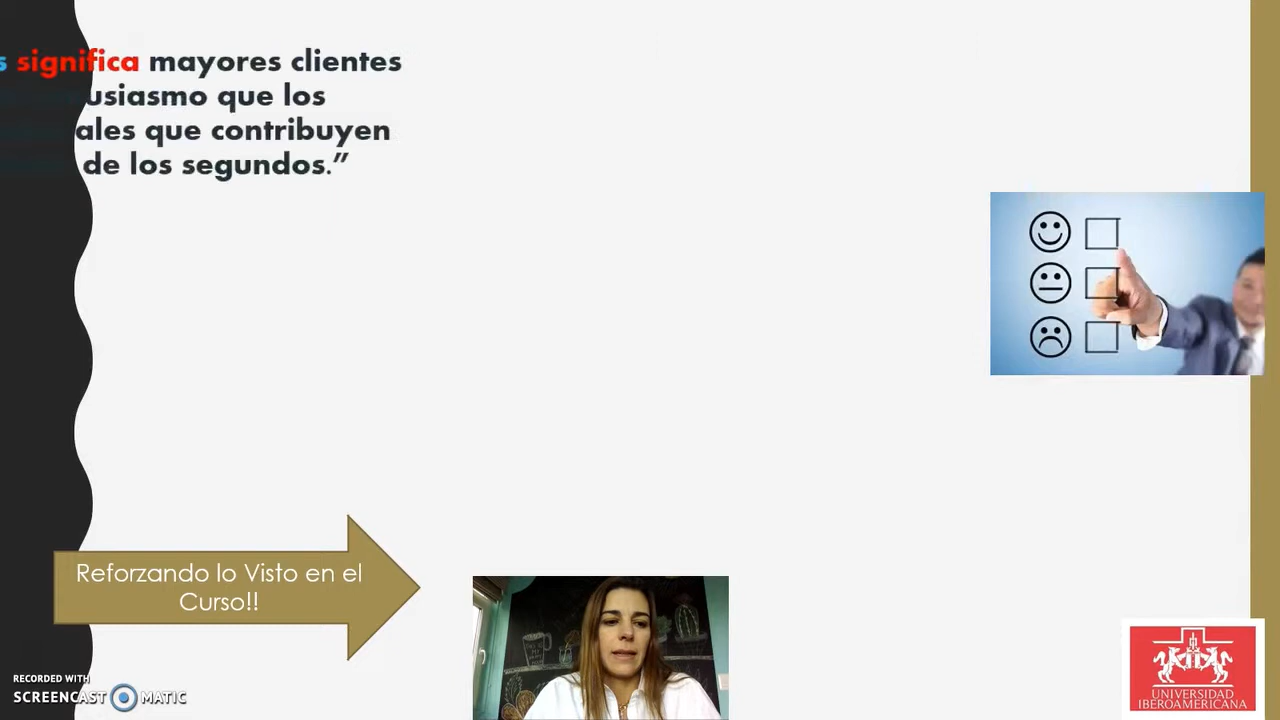 s significa mayores clientes
usiasmo que los
ales que contribuyen
de los segundos.”
Reforzando lo Visto en el
Curso!!
RECORDED WITH
SCREENCAST MATIC
UNIVERSIDAD
IBEROAMERICANA